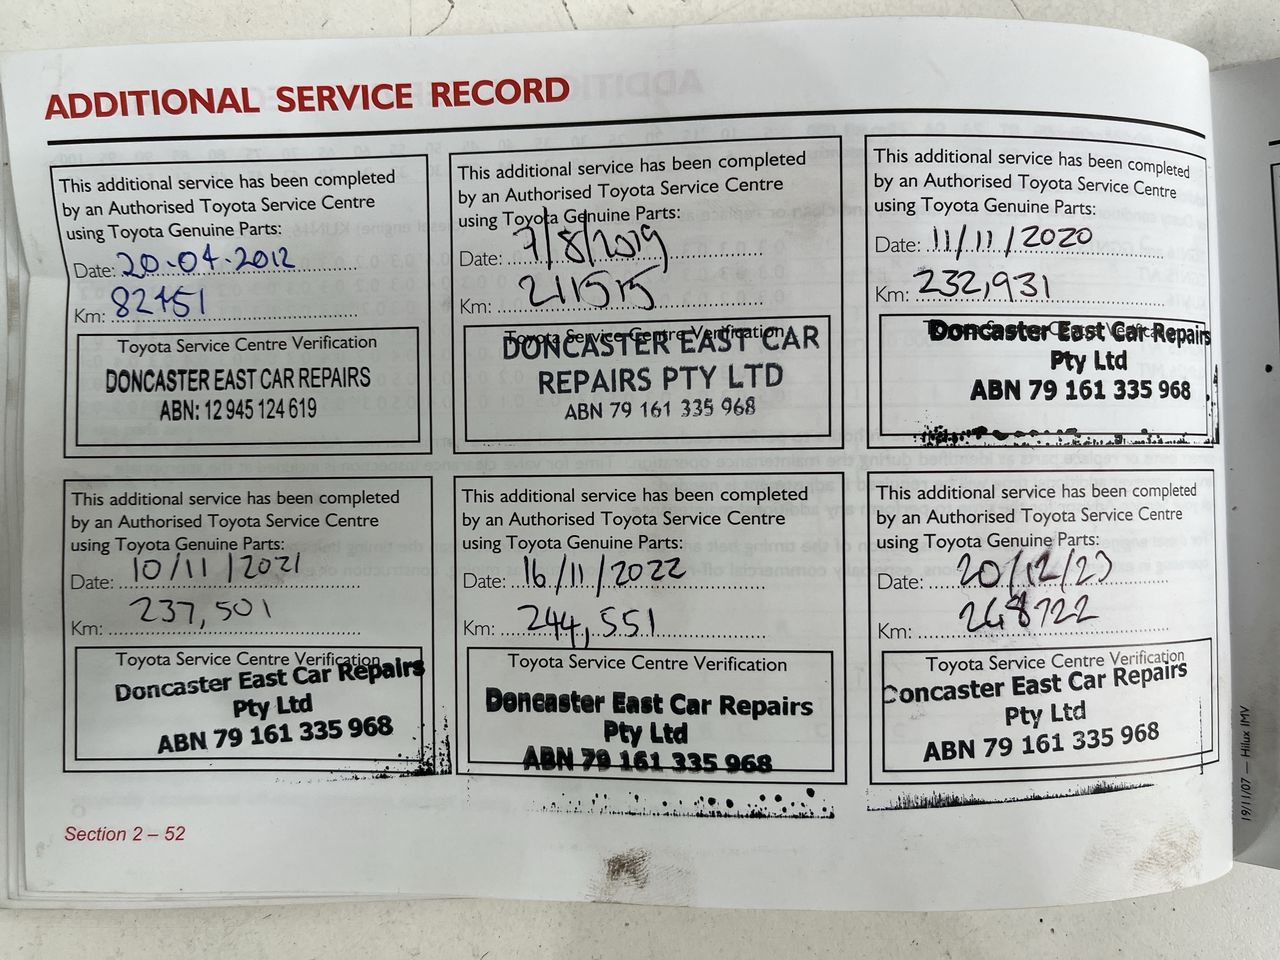 ADDITIONAL SERVICE RECORD
This additional service has been completed
by an Authorised Toyota Service Centre
using Toyota Genuine Parts:
Date: 20-04-2012
Km: 82451
Toyota Service Centre Verification
DONCASTER EAST CAR REPAIRS
ABN: 12 945 124 619
This additional service has been completed
by an Authorised Toyota Service Centre
using Toyota Genuine Parts:
Date: 7/8/2019
Km: 211515
Toyota Service Centre Verification
DONCASTER EAST CAR
REPAIRS PTY LTD
ABN 79 161 335 968
This additional service has been completed
by an Authorised Toyota Service Centre
using Toyota Genuine Parts:
Date: 11/11/2020
Km: 232,931
Toyota Service Centre Verification
Doncaster East Car Repairs
Pty Ltd
ABN 79 161 335 968
This additional service has been completed
by an Authorised Toyota Service Centre
using Toyota Genuine Parts:
Date: 10/11/2021
Km: 237,501
Toyota Service Centre Verification
Doncaster East Car Repairs
Pty Ltd
ABN 79 161 335 968
This additional service has been completed
by an Authorised Toyota Service Centre
using Toyota Genuine Parts:
Date: 16/11/2022
Km: 244,551
Toyota Service Centre Verification
Doncaster East Car Repairs
Pty Ltd
ABN 79 161 335 968
This additional service has been completed
by an Authorised Toyota Service Centre
using Toyota Genuine Parts:
Date: 20/12/23
Km: 248722
Toyota Service Centre Verification
Doncaster East Car Repairs
Pty Ltd
ABN 79 161 335 968
Section 2 – 52
19/11/07 — Hilux IMV